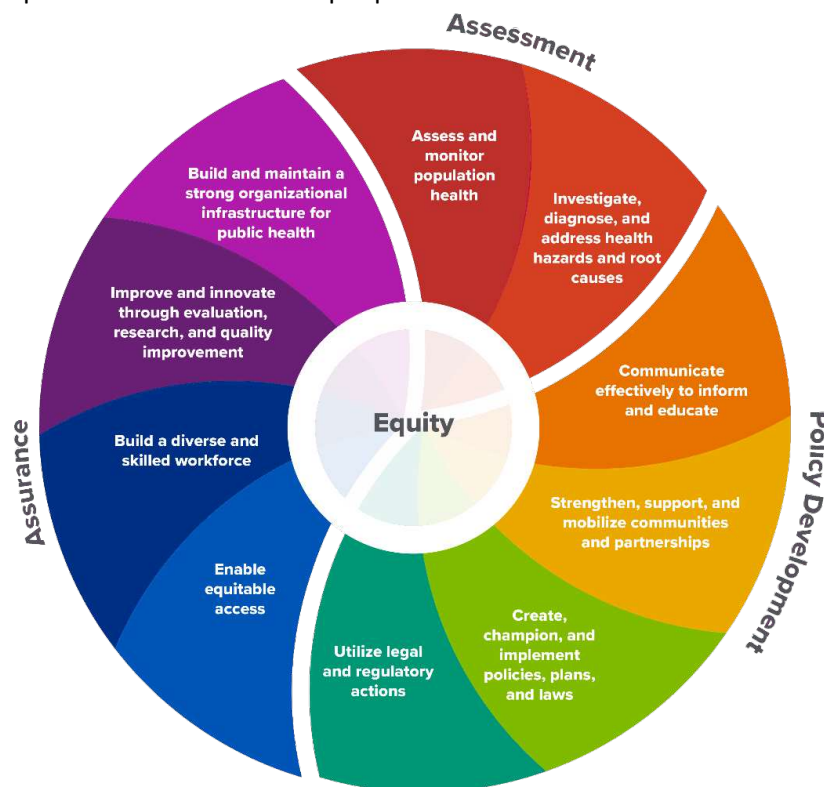 Assessment
Assess and
monitor
population
health
Investigate,
diagnose, and
address health
hazards and root
causes
Policy Development
Communicate
effectively to inform
and educate
Strengthen, support, and
mobilize communities
and partnerships
Create,
champion, and
implement
policies, plans,
and laws
Utilize legal
and regulatory
actions
Assurance
Enable
equitable
access
Build a diverse and
skilled workforce
Improve and innovate
through evaluation,
research, and quality
improvement
Build and maintain a
strong organizational
infrastructure for
public health
Equity